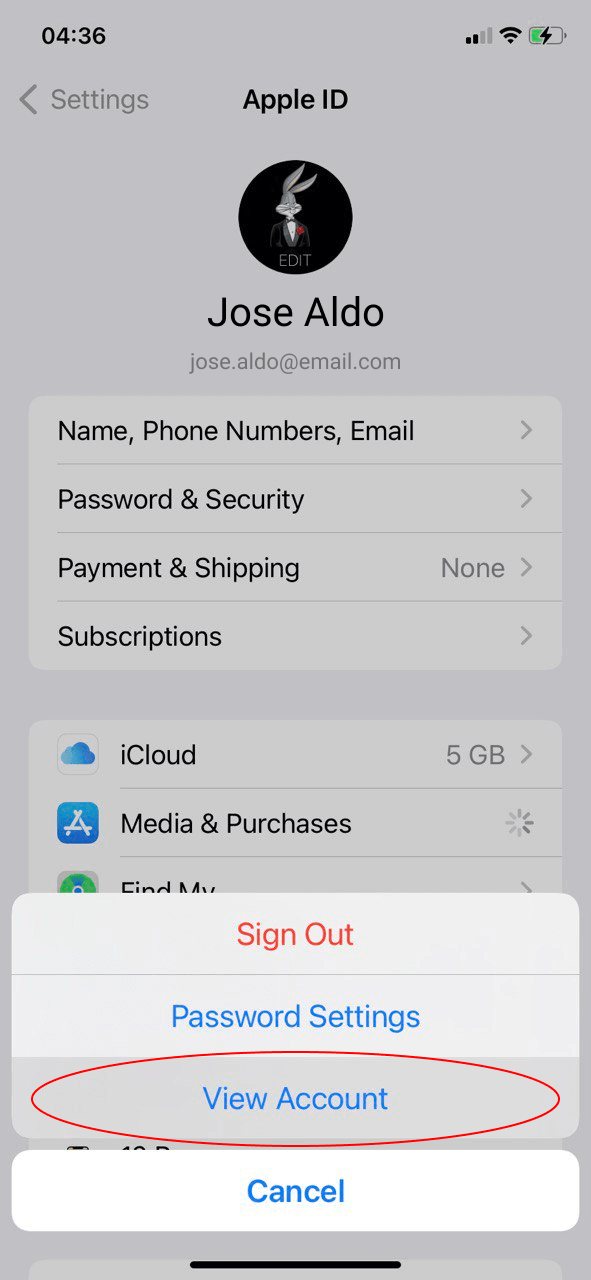 04:36
Settings
Apple ID
EDIT
Jose Aldo
jose.aldo@email.com
Name, Phone Numbers, Email
Password & Security
Payment & Shipping None
Subscriptions
iCloud 5 GB
Media & Purchases
Find My
Sign Out
Password Settings
View Account
Cancel